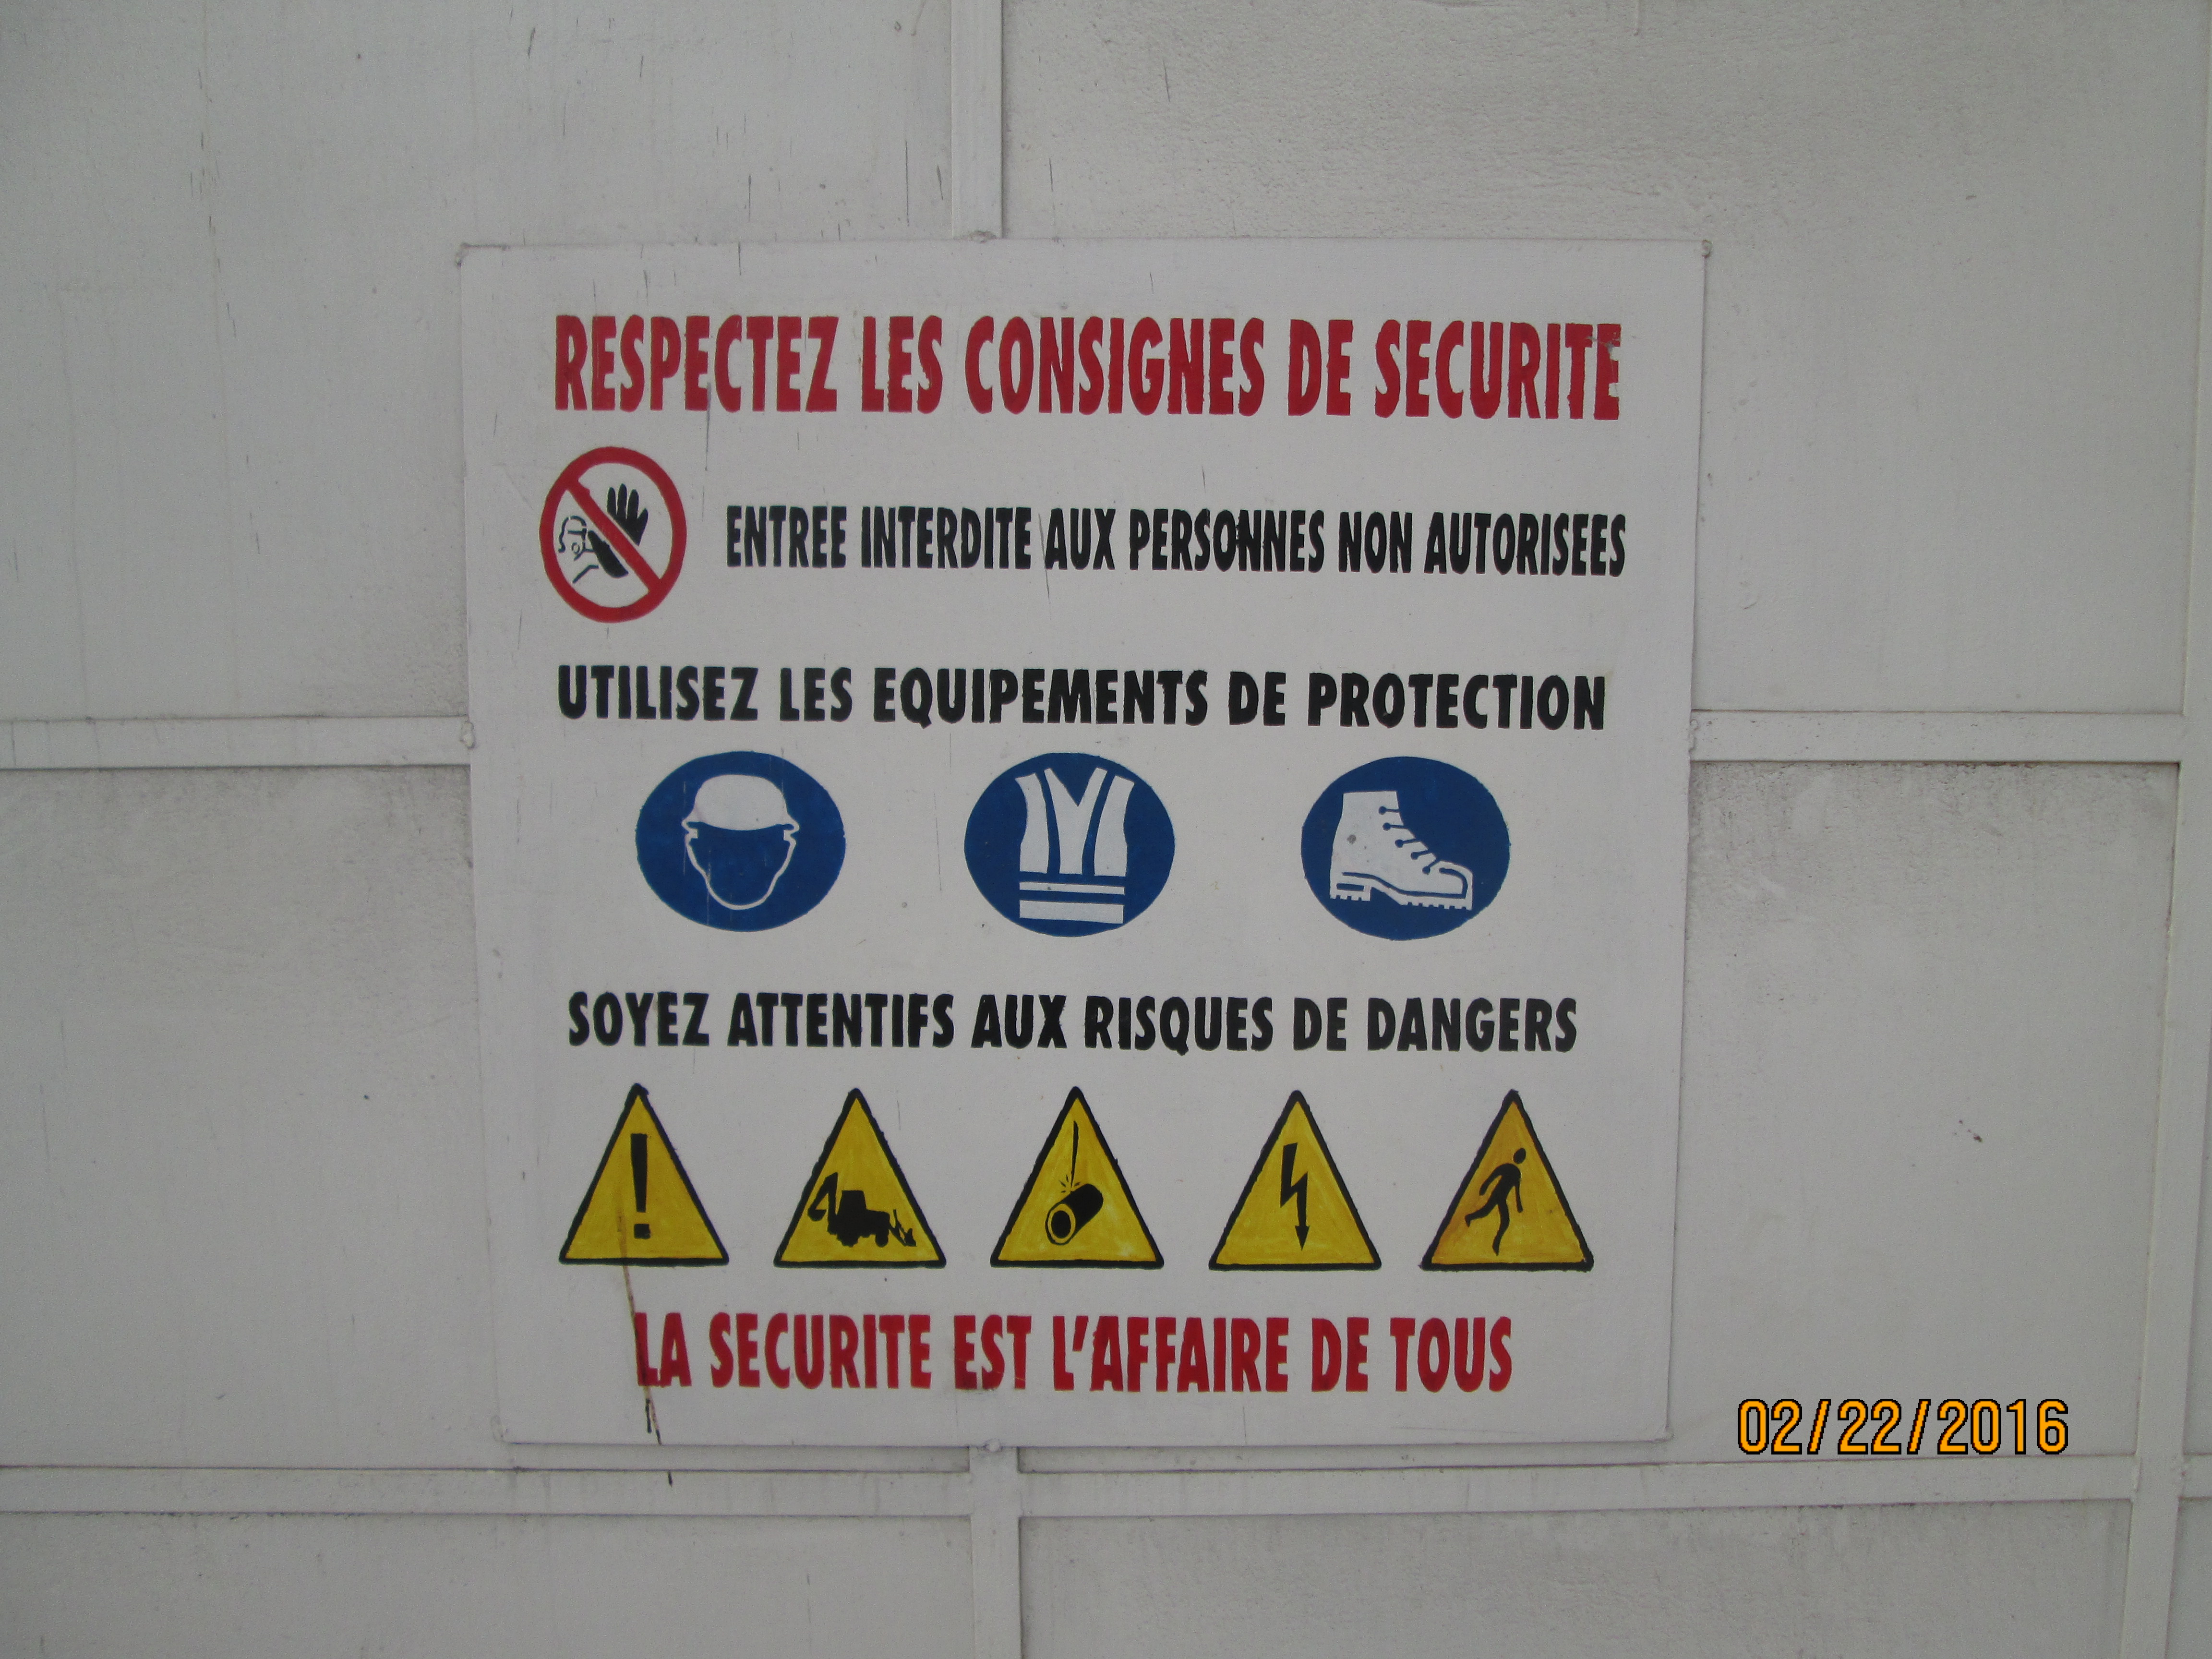 RESPECTEZ LES CONSIGNES DE SECURITE
ENTREE INTERDITE AUX PERSONNES NON AUTORISEES
UTILISEZ LES EQUIPEMENTS DE PROTECTION
SOYEZ ATTENTIFS AUX RISQUES DE DANGERS
!
LA SECURITE EST L'AFFAIRE DE TOUS
02/22/2016